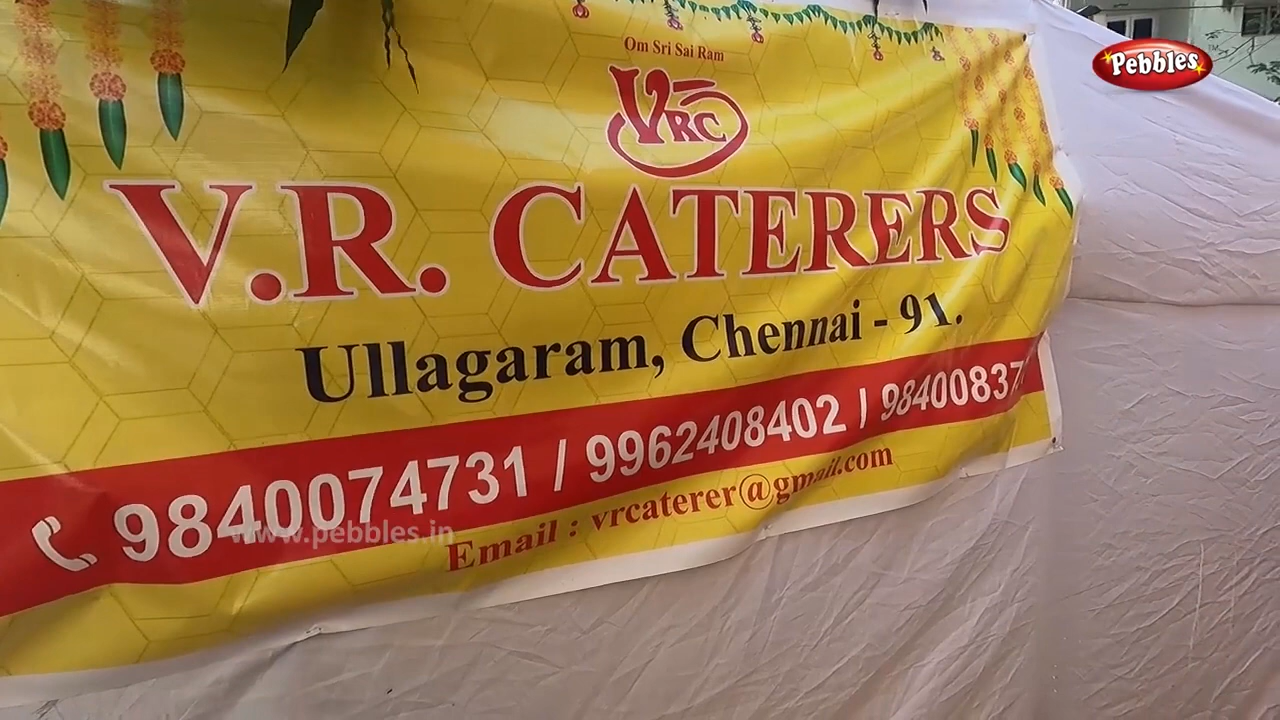 Om Sri Sai Ram
VRC
V.R. CATERERS
Ullagaram, Chennai - 91.
9840074731 / 9962408402 / 98400837
Email : vrcaterer@gmail.com
Pebbles
www.pebbles.in